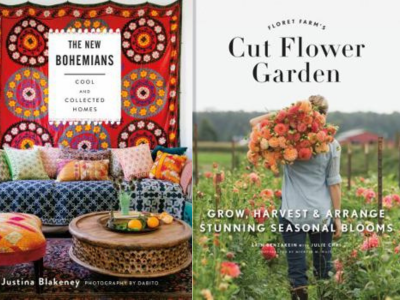 THE NEW
BOHEMIANS
COOL
AND
COLLECTED
HOMES
Justina Blakeney PHOTOGRAPHY BY DABITO
FLORET FARM'S
Cut Flower
Garden
GROW, HARVEST & ARRANGE
STUNNING SEASONAL BLOOMS
ERIN BENZAKEIN WITH JULIE CHAI